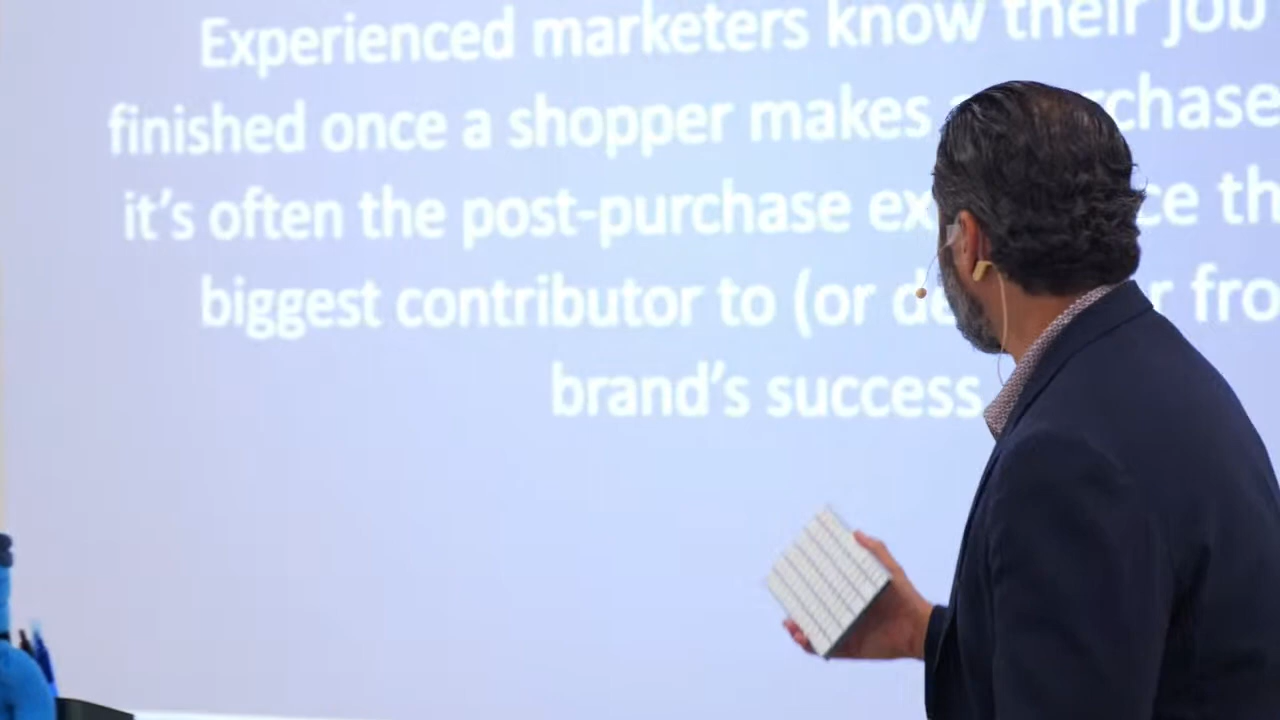 Experienced marketers know their job
finished once a shopper makes
it's often the post-purchase
biggest contributor to (or
brand's success